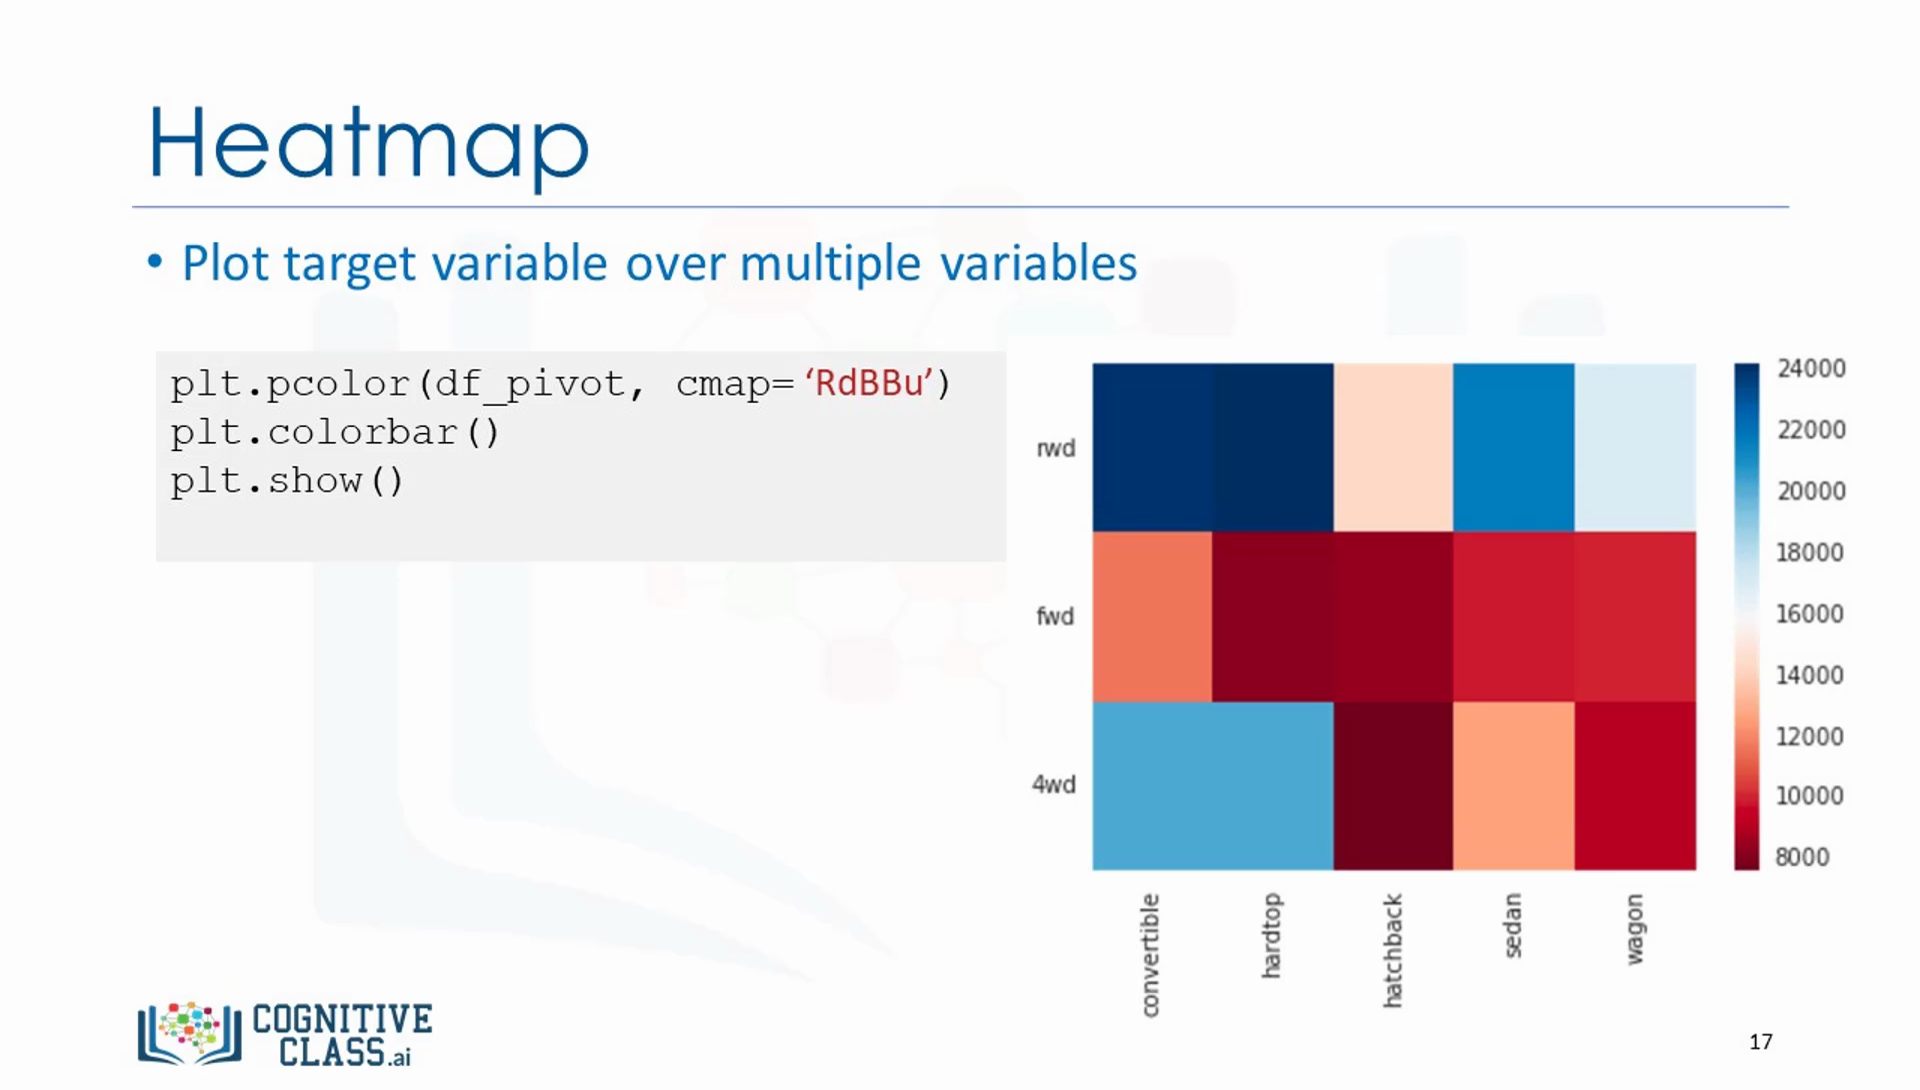 Heatmap
• Plot target variable over multiple variables
plt.pcolor(df_pivot, cmap= ‘RdBBu’)
plt.colorbar()
plt.show()
rwd
fwd
4wd
convertible
hardtop
hatchback
sedan
wagon
24000
22000
20000
18000
16000
14000
12000
10000
8000
COGNITIVE
CLASS.ai
17